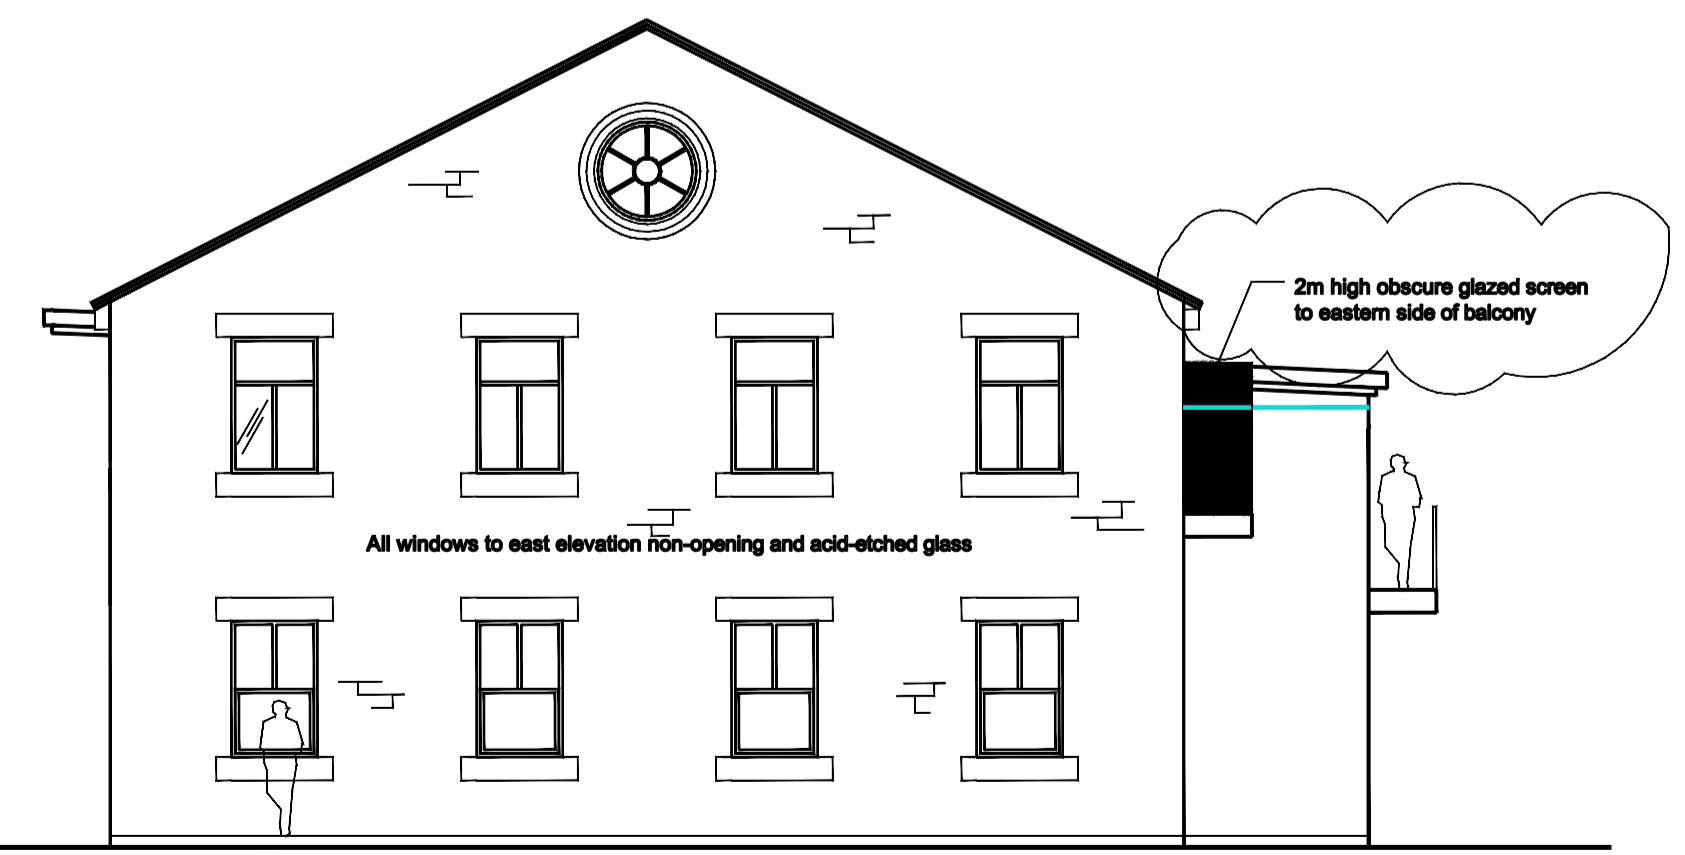 2m high obscure glazed screen
to eastern side of balcony
All windows to east elevation non-opening and acid-etched glass